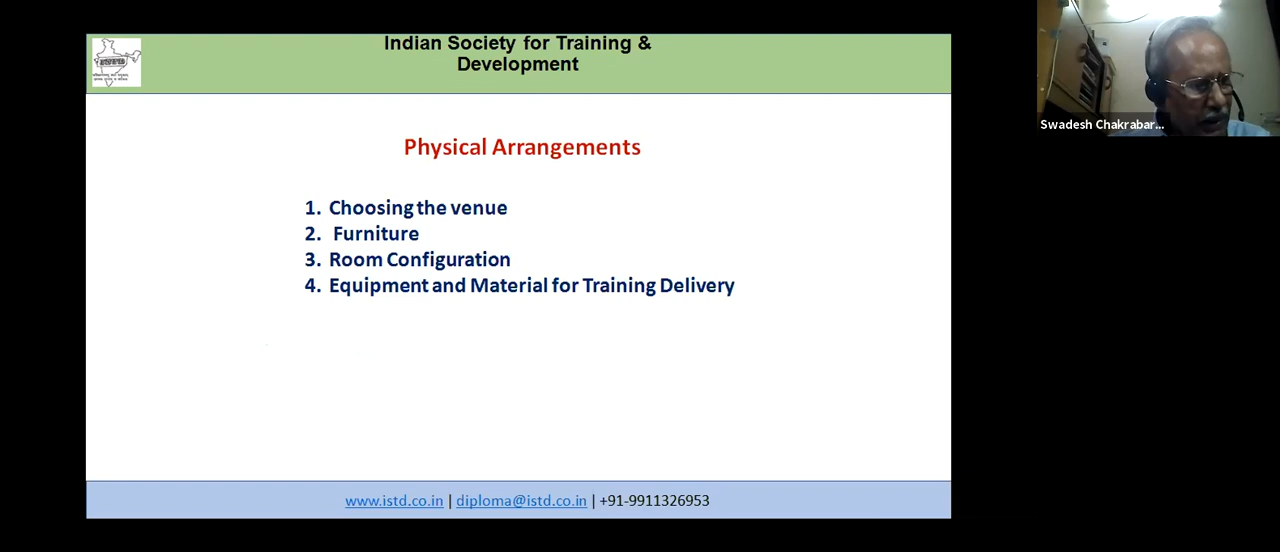 Indian Society for Training &
Development
ISTD
Physical Arrangements
1. Choosing the venue
2. Furniture
3. Room Configuration
4. Equipment and Material for Training Delivery
www.istd.co.in | diploma@istd.co.in | +91-9911326953
Swadesh Chakrabar...